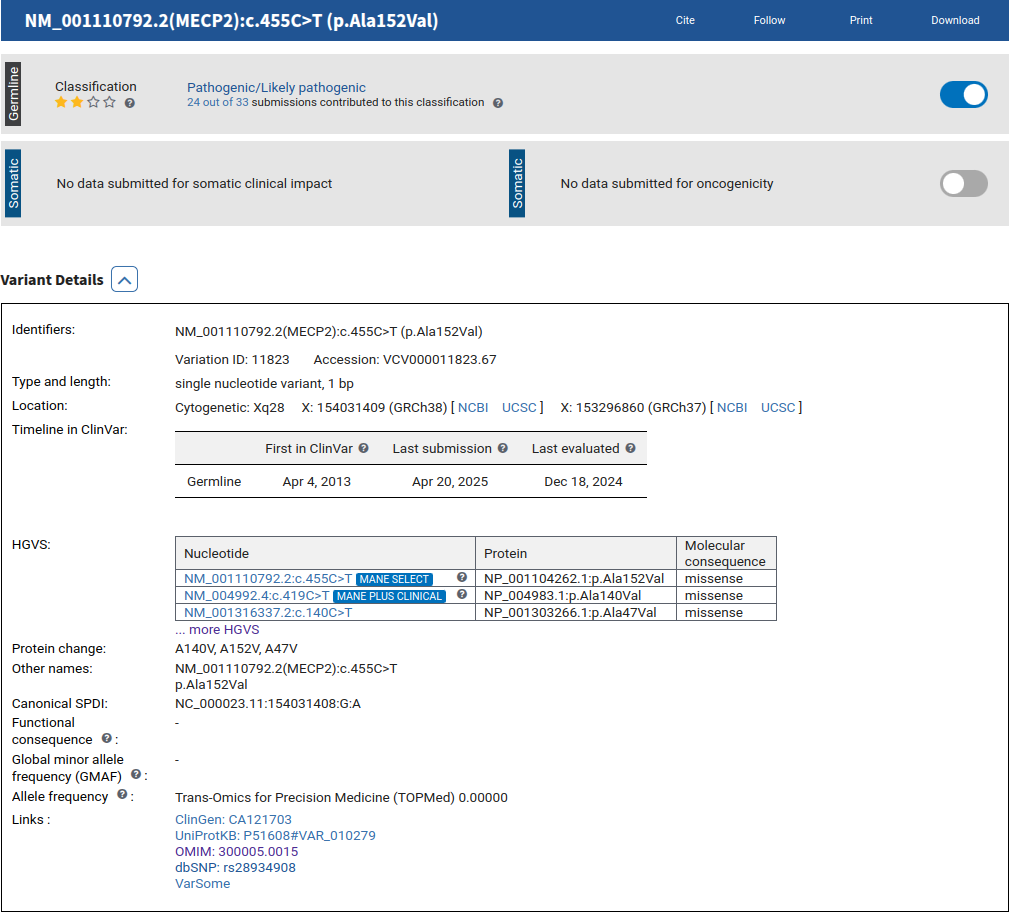 NM_001110792.2(MECP2):c.455C>T (p.Ala152Val) Cite Follow Print Download
Germline
Classification Pathogenic/Likely pathogenic
24 out of 33 submissions contributed to this classification ?
Somatic No data submitted for somatic clinical impact Somatic No data submitted for oncogenicity
Variant Details
Identifiers: NM_001110792.2(MECP2):c.455C>T (p.Ala152Val)
Variation ID: 11823 Accession: VCV000011823.67
Type and length: single nucleotide variant, 1 bp
Location: Cytogenetic: Xq28 X: 154031409 (GRCh38) [ NCBI UCSC ] X: 153296860 (GRCh37) [ NCBI UCSC ]
Timeline in ClinVar:
First in ClinVar ? Last submission ? Last evaluated ?
Germline Apr 4, 2013 Apr 20, 2025 Dec 18, 2024
HGVS:
Nucleotide Protein Molecular consequence
NM_001110792.2:c.455C>T MANE SELECT ? NP_001104262.1:p.Ala152Val missense
NM_004992.4:c.419C>T MANE PLUS CLINICAL ? NP_004983.1:p.Ala140Val missense
NM_001316337.2:c.140C>T NP_001303266.1:p.Ala47Val missense
... more HGVS
Protein change: A140V, A152V, A47V
Other names: NM_001110792.2(MECP2):c.455C>T
p.Ala152Val
Canonical SPDI: NC_000023.11:154031408:G:A
Functional -
consequence ? :
Global minor allele -
frequency (GMAF) ? :
Allele frequency ? : Trans-Omics for Precision Medicine (TOPMed) 0.00000
Links : ClinGen: CA121703
UniProtKB: P51608#VAR_010279
OMIM: 300005.0015
dbSNP: rs28934908
VarSome